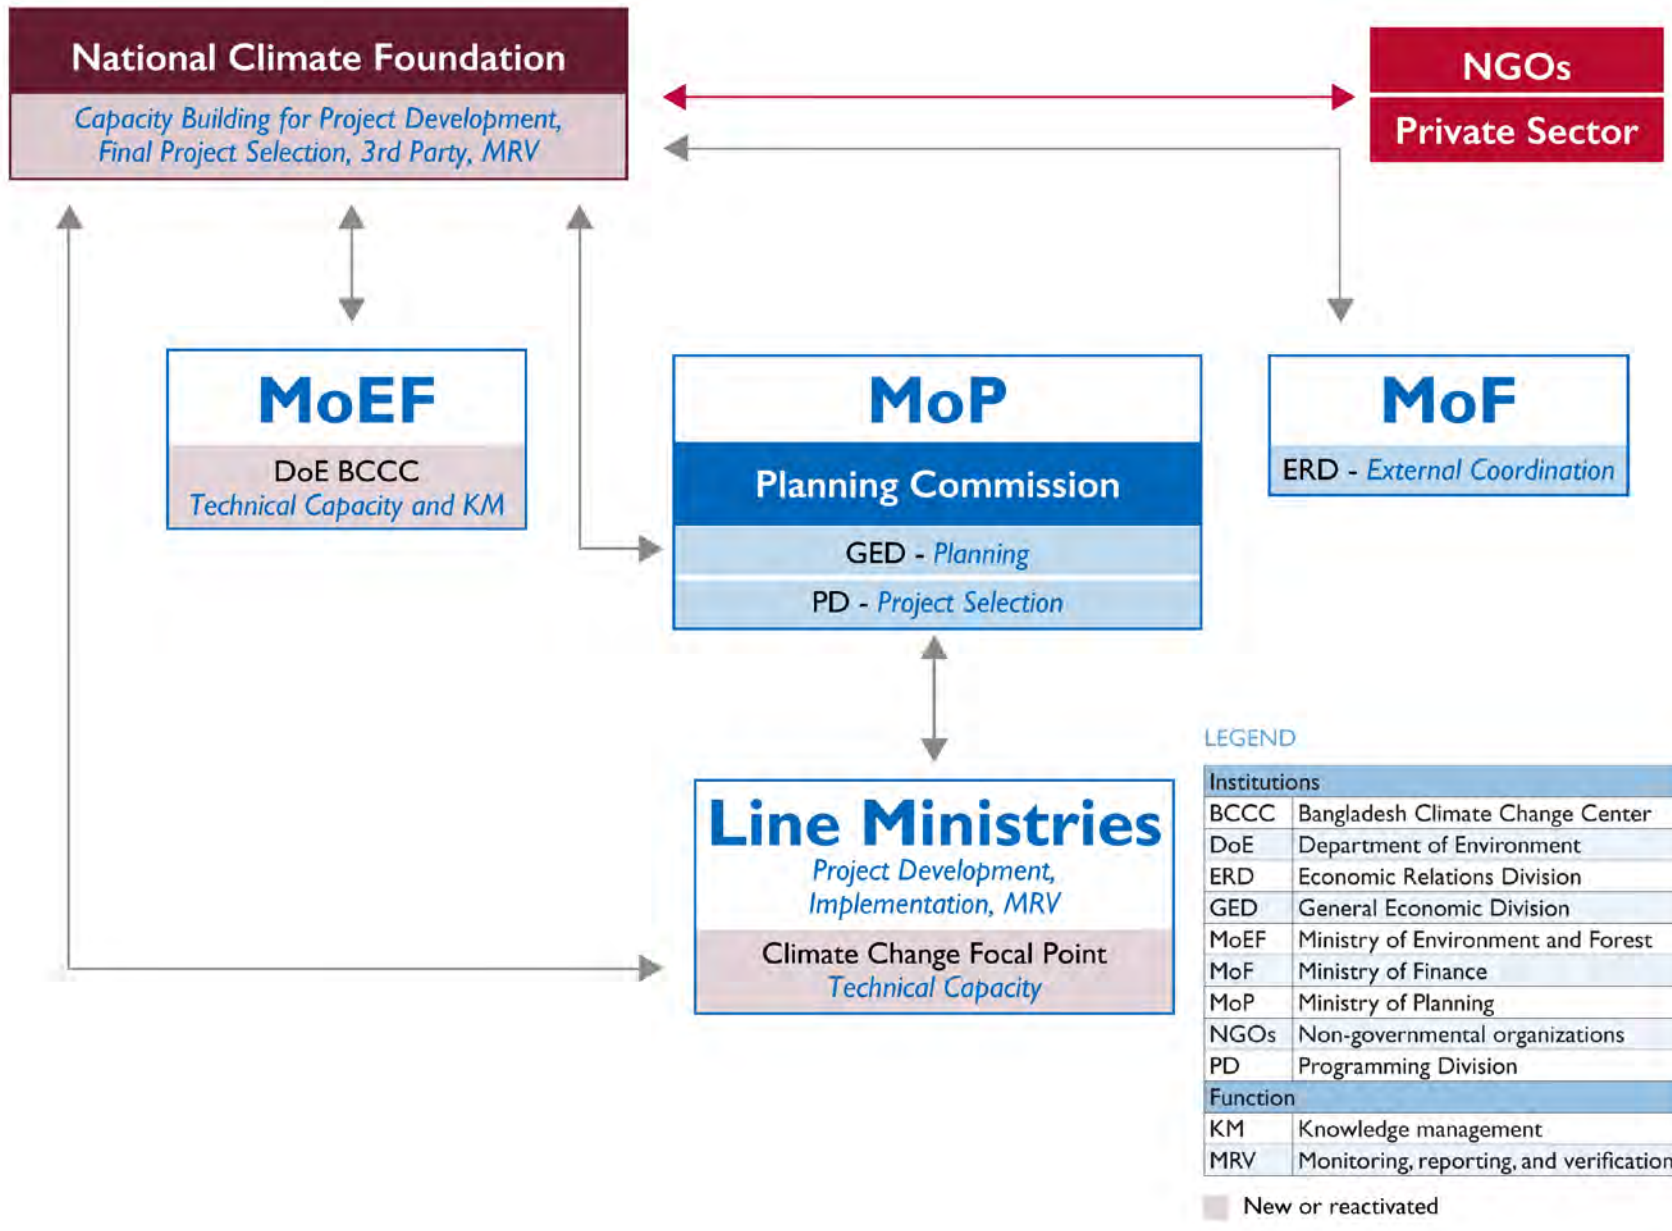 National Climate Foundation
Capacity Building for Project Development,
Final Project Selection, 3rd Party, MRV
NGOs
Private Sector
MoEF
DoE BCCC
Technical Capacity and KM
MoP
Planning Commission
GED - Planning
PD - Project Selection
MoF
ERD - External Coordination
Line Ministries
Project Development,
Implementation, MRV
Climate Change Focal Point
Technical Capacity
LEGEND
Institutions
BCCC Bangladesh Climate Change Center
DoE Department of Environment
ERD Economic Relations Division
GED General Economic Division
MoEF Ministry of Environment and Forest
MoF Ministry of Finance
MoP Ministry of Planning
NGOs Non-governmental organizations
PD Programming Division
Function
KM Knowledge management
MRV Monitoring, reporting, and verification
New or reactivated